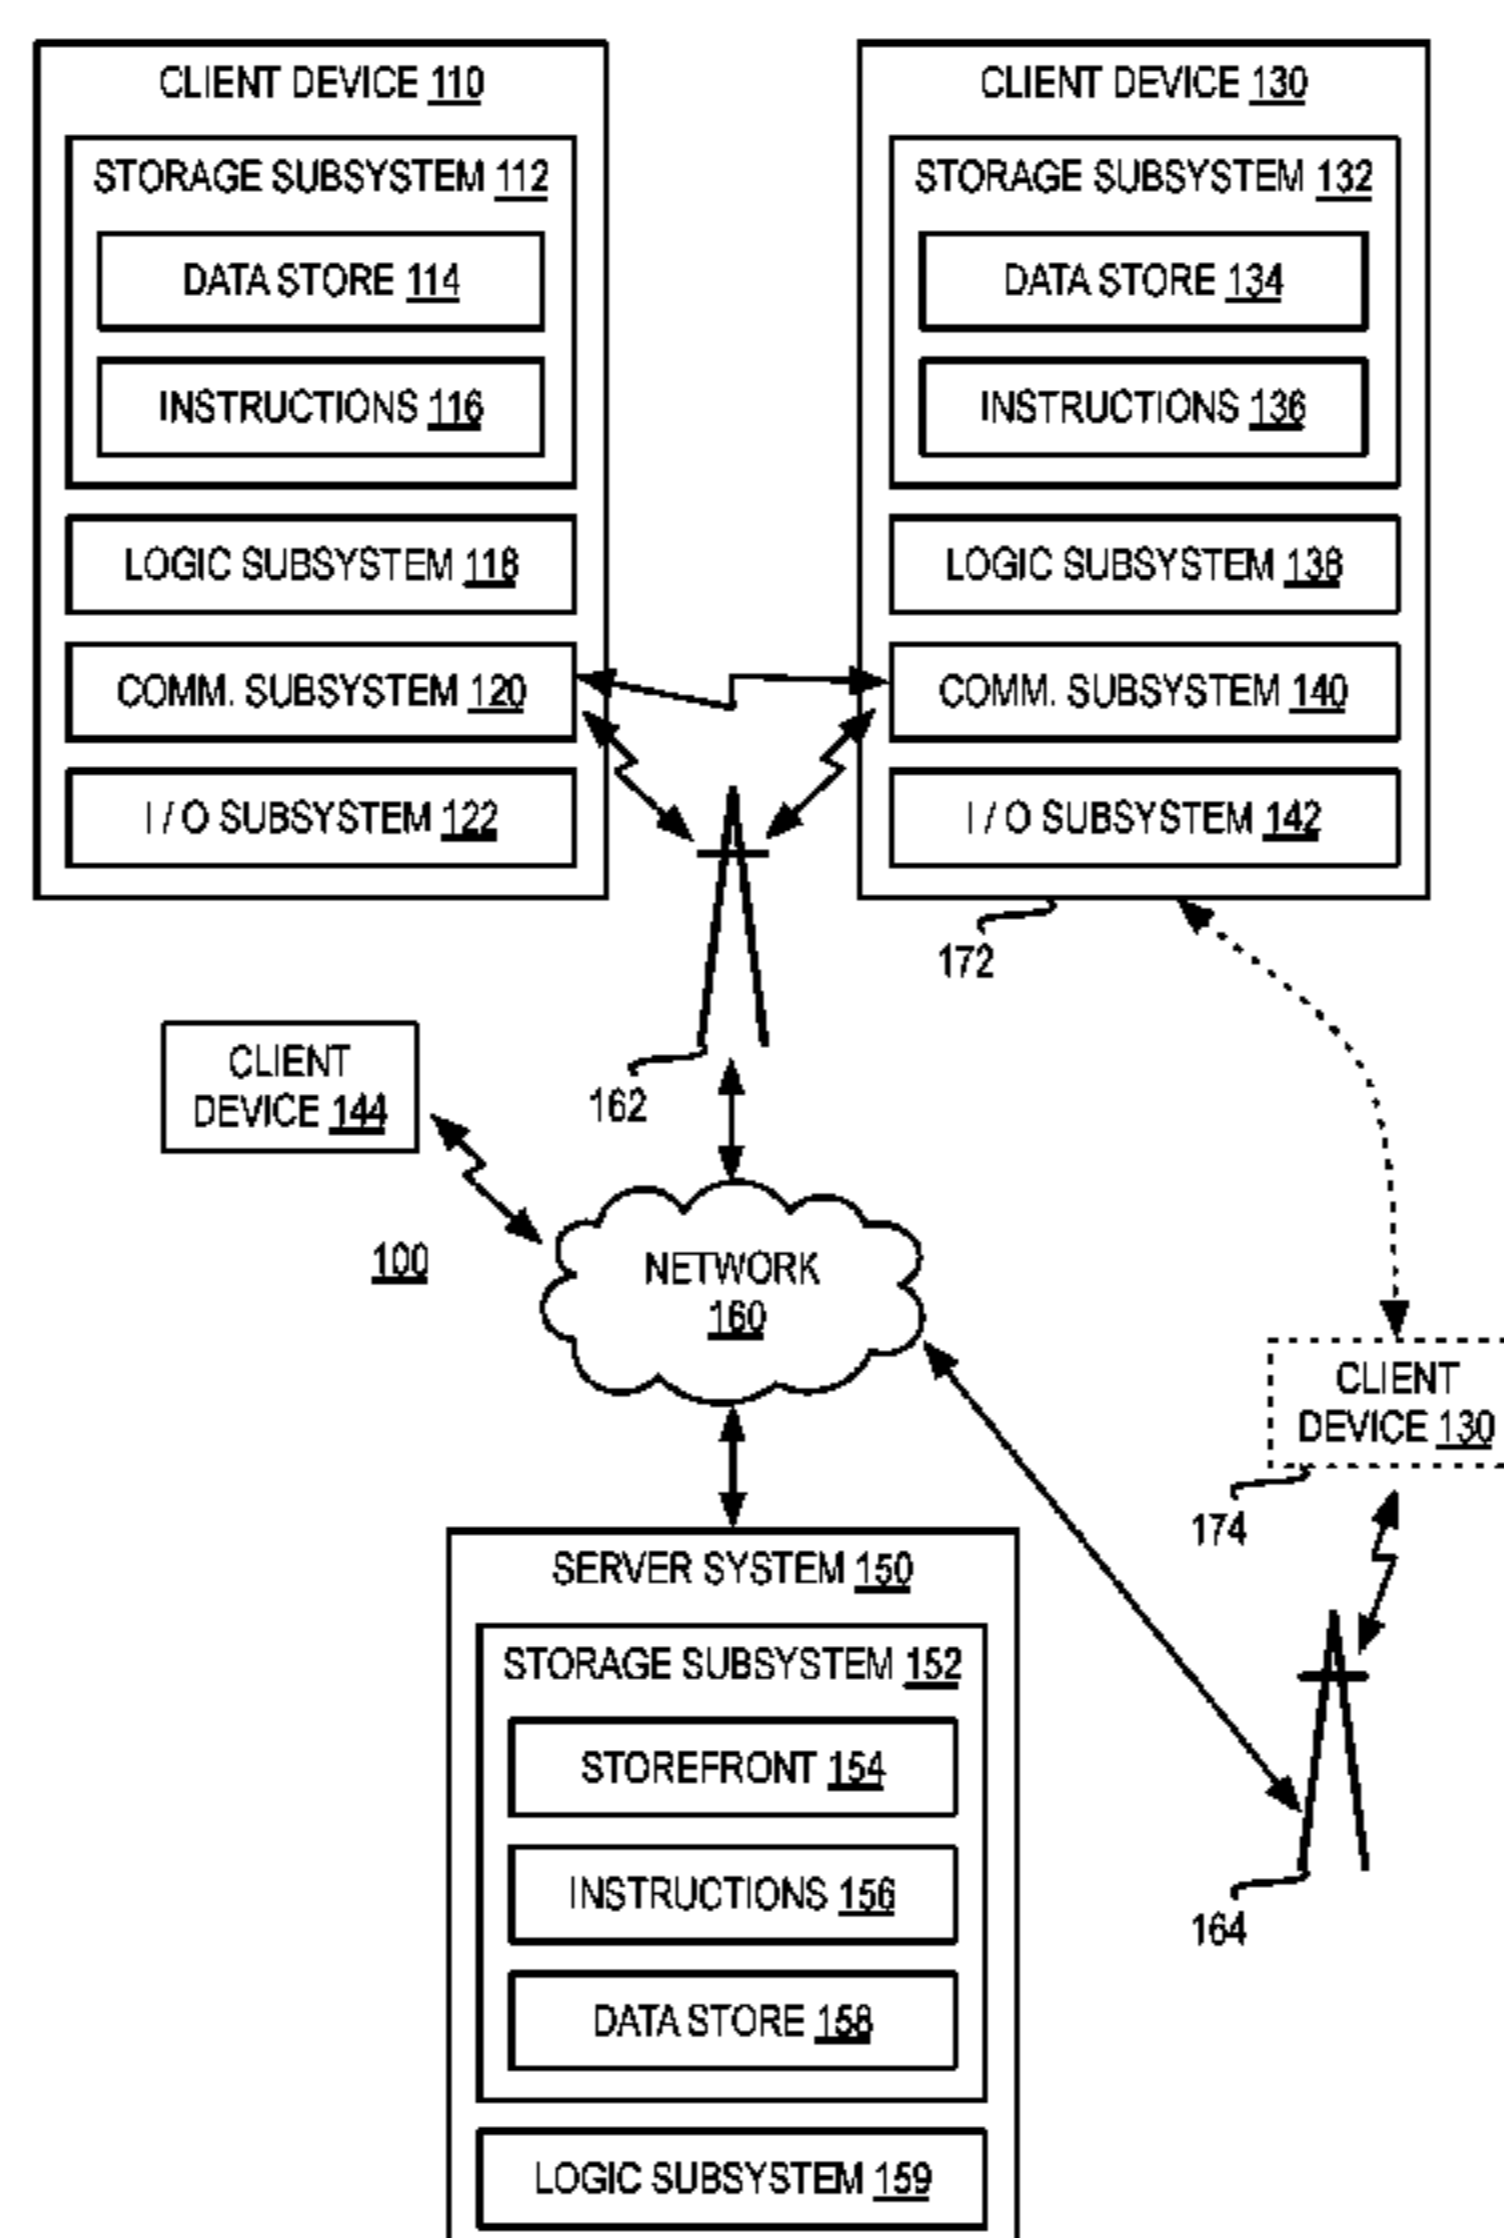 CLIENT DEVICE 110
STORAGE SUBSYSTEM 112
DATA STORE 114
INSTRUCTIONS 116
LOGIC SUBSYSTEM 118
COMM. SUBSYSTEM 120
I / O SUBSYSTEM 122
CLIENT DEVICE 130
STORAGE SUBSYSTEM 132
DATA STORE 134
INSTRUCTIONS 136
LOGIC SUBSYSTEM 138
COMM. SUBSYSTEM 140
I / O SUBSYSTEM 142
172
162
CLIENT
DEVICE 144
100
NETWORK
160
CLIENT
DEVICE 130
174
164
SERVER SYSTEM 150
STORAGE SUBSYSTEM 152
STOREFRONT 154
INSTRUCTIONS 156
DATA STORE 158
LOGIC SUBSYSTEM 159